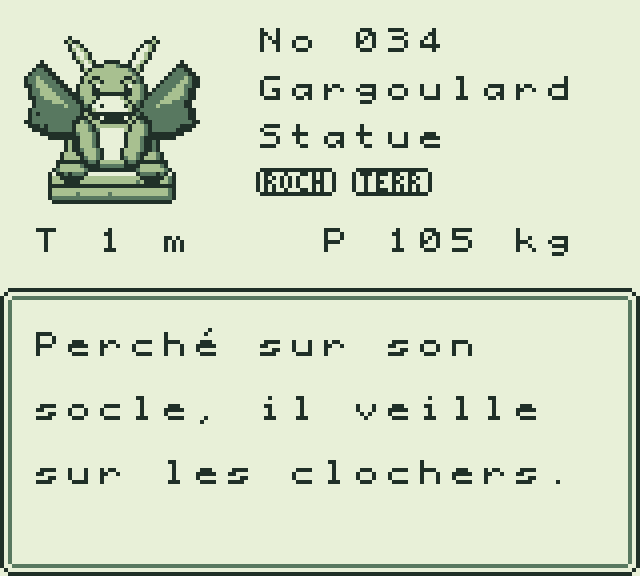 No 034
Gargoulard
Statue
ROCH TERR
T 1 m P 105 kg
Perché sur son
socle, il veille
sur les clochers.